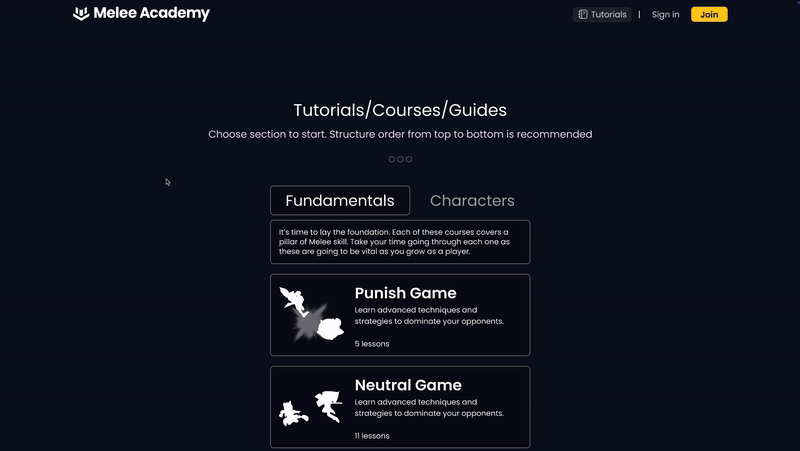 Melee Academy
Tutorials | Sign in Join
Tutorials/Courses/Guides
Choose section to start. Structure order from top to bottom is recommended
Fundamentals Characters
It's time to lay the foundation. Each of these courses covers a
pillar of Melee skill. Take your time going through each one as
these are going to be vital as you grow as a player.
Punish Game
Learn advanced techniques and
strategies to dominate your opponents.
5 lessons
Neutral Game
Learn advanced techniques and
strategies to dominate your opponents.
11 lessons